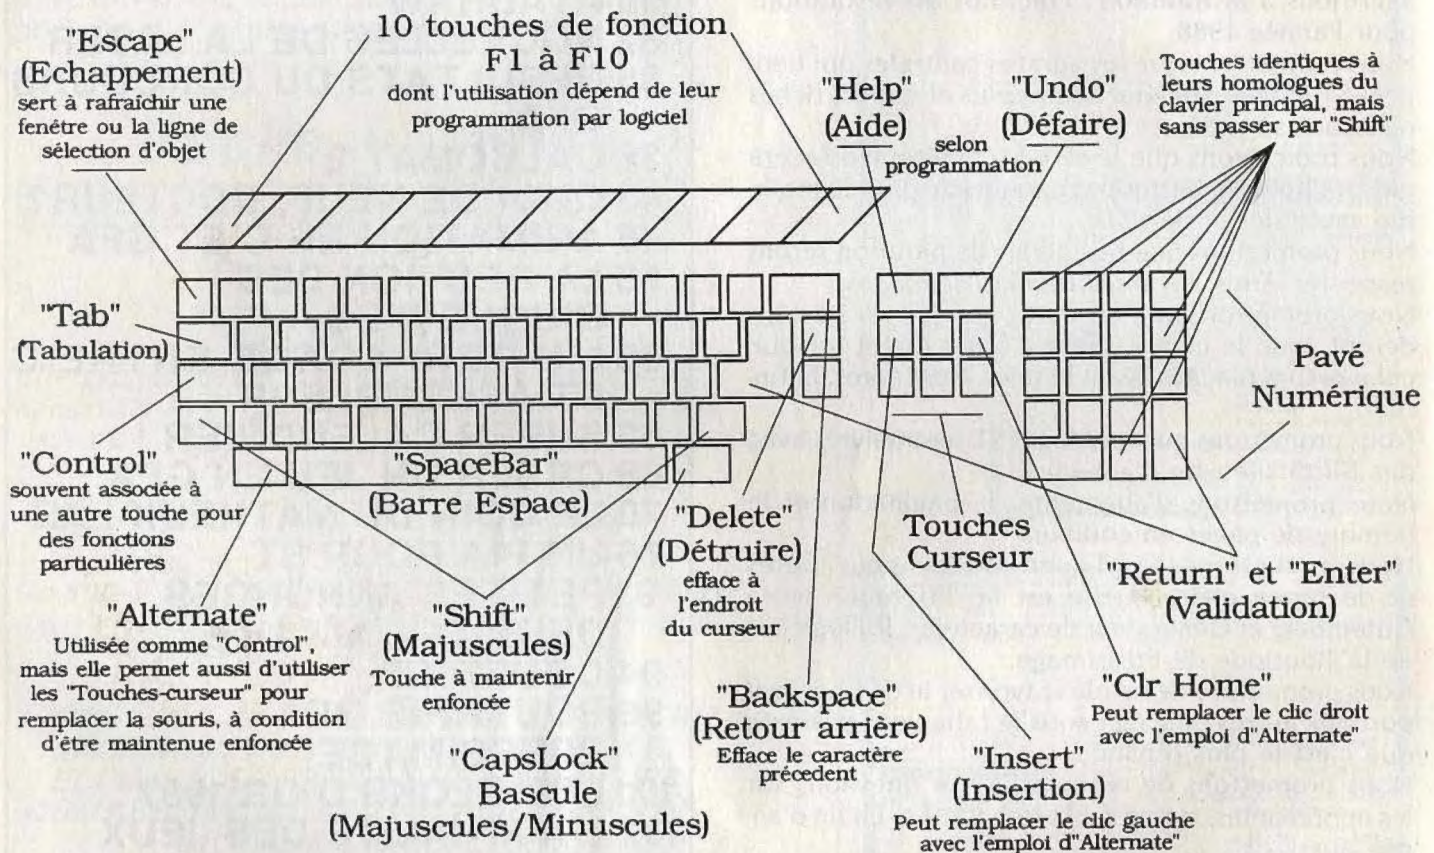 "Escape"
(Echappement)
sert à rafraîchir une
fenétre ou la ligne de
sélection d'objet
10 touches de fonction
F1 à F10
dont l'utilisation dépend de leur
programmation par logiciel
"Help"
(Aide)
selon
programmation
"Undo"
(Défaire)
Touches identiques à
leurs homologues du
clavier principal, mais
sans passer par "Shift"
"Tab"
(Tabulation)
Pavé
Numérique
"Control"
souvent associée à
une autre touche pour
des fonctions
particulières
"SpaceBar"
(Barre Espace)
"Delete"
(Détruire)
efface à
l'endroit
du curseur
Touches
Curseur
"Return" et "Enter"
(Validation)
"Alternate"
Utilisée comme "Control",
mais elle permet aussi d'utiliser
les "Touches-curseur" pour
remplacer la souris, à condition
d'étre maintenue enfoncée
"Shift"
(Majuscules)
Touche à maintenir
enfoncée
"CapsLock"
Bascule
(Majuscules/Minuscules)
"Backspace"
(Retour arrière)
Efface le caractère
précedent
"Clr Home"
Peut remplacer le clic droit
avec l'emploi d"Alternate"
"Insert"
(Insertion)
Peut remplacer le clic gauche
avec l'emploi d"Alternate"